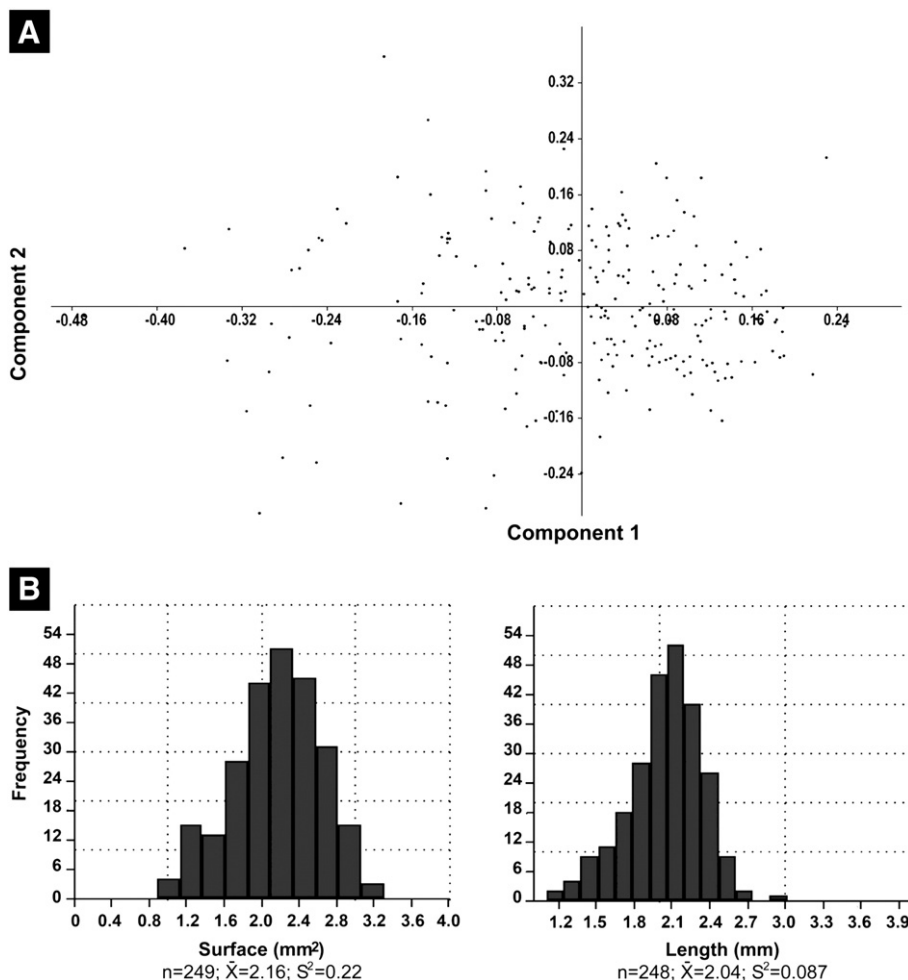 A
0.32
0.24
0.16
0.08
-0.48 -0.40 -0.32 -0.24 -0.16 -0.08 0.08 0.16 0.24
-0.08
-0.16
-0.24
Component 2
Component 1
B
54
48
42
36
30
24
18
12
6
0
Frequency
0 0.4 1.2 1.6 2.0 2.4 3.2 3.6 4.0
Surface (mm²)
n=249; X̄=2.16; S²=0.22
54
48
42
36
30
24
18
12
6
0
1.2 1.5 1.8 2.1 2.4 2.7 3.0 3.3 3.6 3.9
Length (mm)
n=248; X̄=2.04; S²=0.087